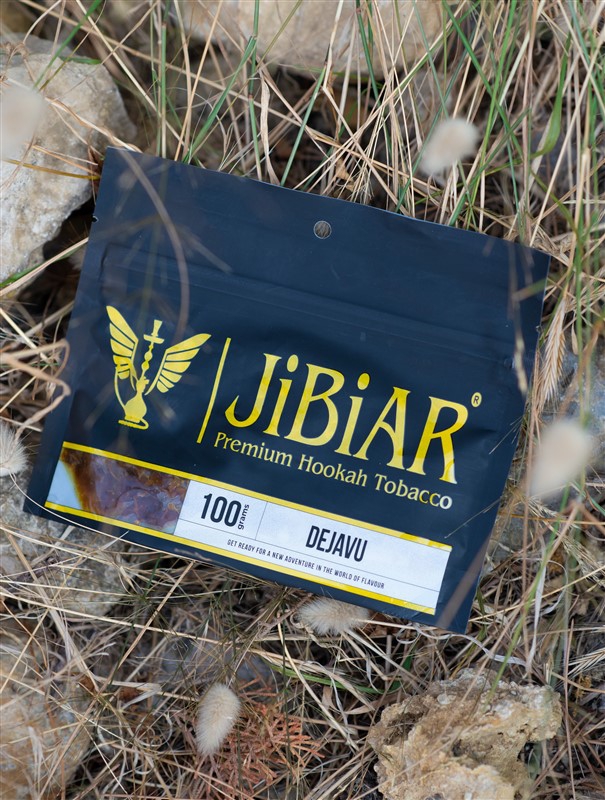 JiBiAR®
Premium Hookah Tobacco
100 grams
DEJAVU
GET READY FOR A NEW ADVENTURE IN THE WORLD OF FLAVOUR